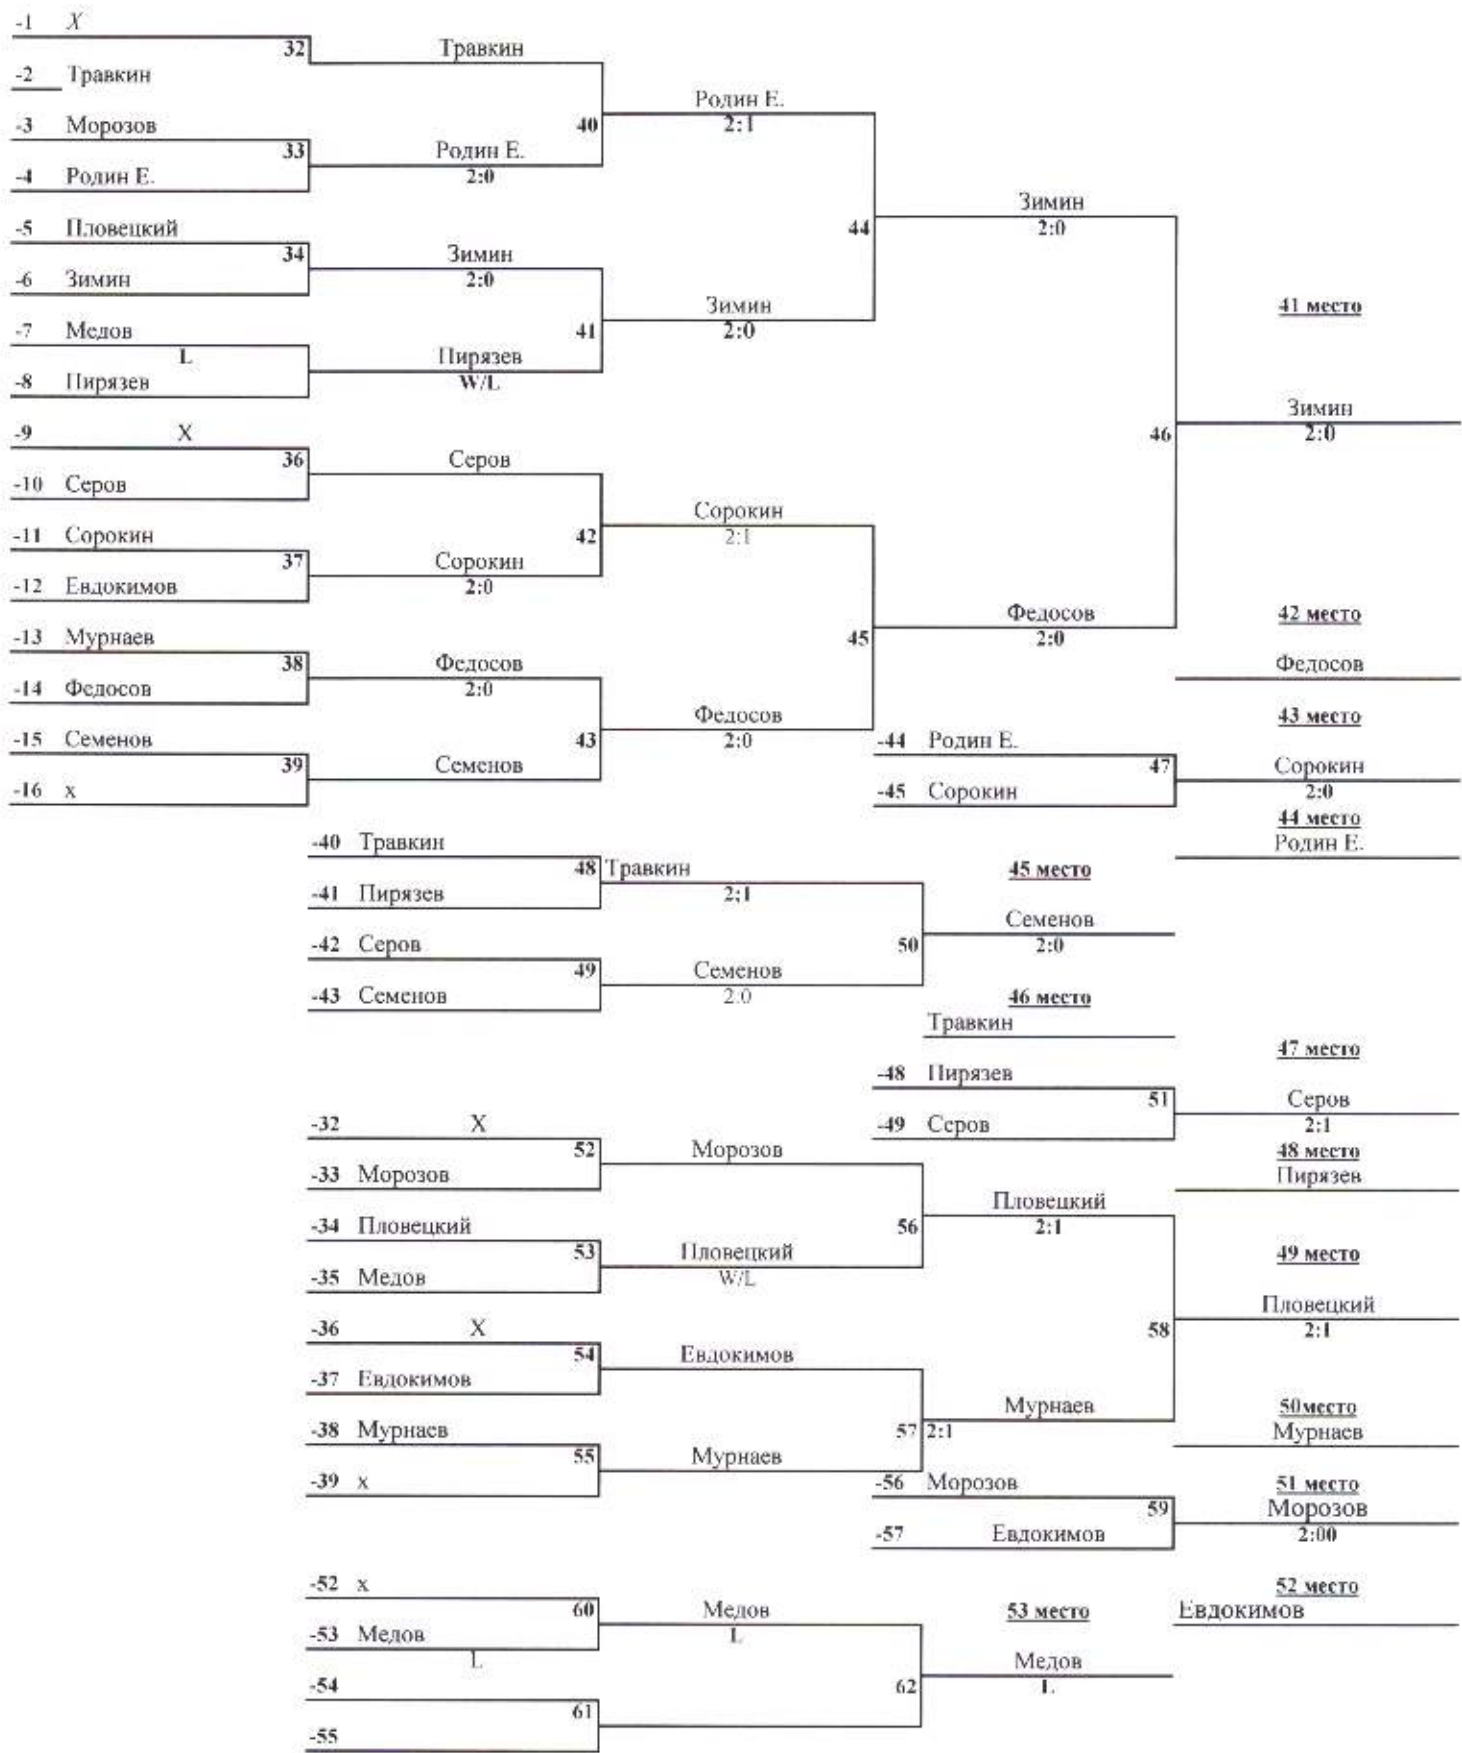 -1 X
32 Травкин
-2 Травкин
Родин Е.
-3 Морозов
40 2:1
33 Родин Е.
2:0
-4 Родин Е.
Зимин
-5 Пловецкий
44 2:0
34 Зимин
2:0
-6 Зимин
Зимин
41 место
-7 Медов
41 2:0
L
Пирязев
W/L
-8 Пирязев
Зимин
-9 X
46 2:0
36 Серов
-10 Серов
Сорокин
-11 Сорокин
42 2:1
37 Сорокин
2:0
-12 Евдокимов
Федосов
42 место
-13 Мурнаев
45 2:0
38 Федосов
Федосов
2:0
-14 Федосов
Федосов
43 место
-15 Семенов
43 2:0
-44 Родин Е.
39 Семенов
47 Сорокин
-16 x
-45 Сорокин
2:0
44 место
-40 Травкин
Родин Е.
48 Травкин
45 место
-41 Пирязев
2;1
-42 Серов
Семенов
50 2:0
49 Семенов
-43 Семенов
2:0
46 место
Травкин
47 место
-48 Пирязев
51 Серов
-32 X
-49 Серов
2:1
52 Морозов
48 место
-33 Морозов
Пирязев
Пловецкий
-34 Пловецкий
56 2:1
53 Пловецкий
49 место
-35 Медов
W/L
Пловецкий
-36 X
58 2:1
54 Евдокимов
-37 Евдокимов
Мурнаев
50место
-38 Мурнаев
57 2:1
Мурнаев
55 Мурнаев
-39 x
-56 Морозов
51 место
59 Морозов
-57 Евдокимов
2:00
-52 x
52 место
60 Медов
53 место
Евдокимов
-53 Медов
L
L
Медов
-54
62 L
61
-55